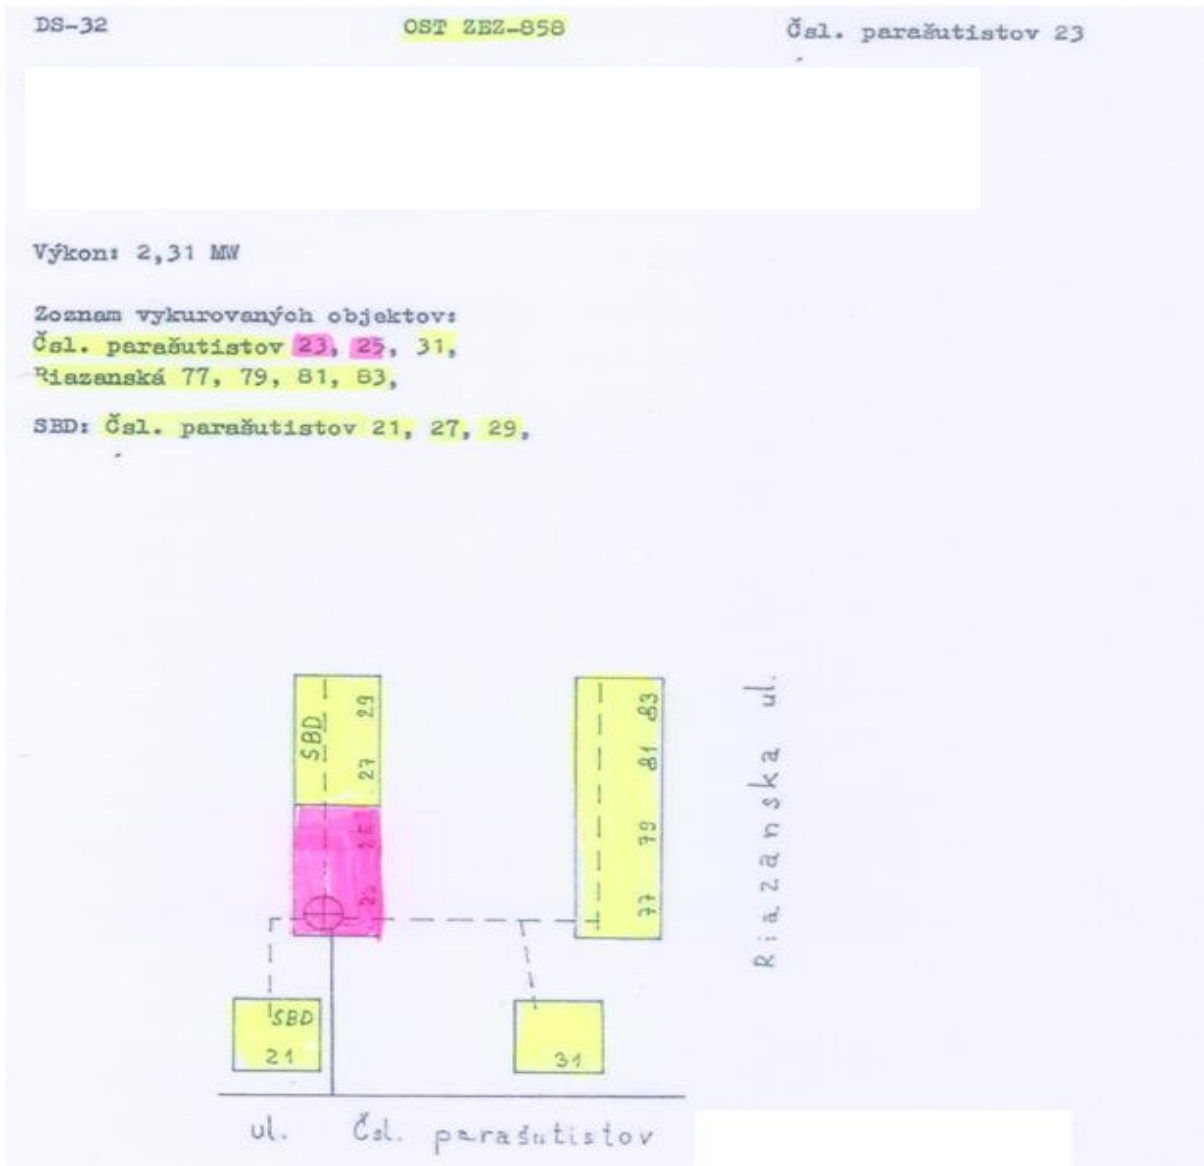 DS-32 OST ZEZ-858 Čsl. parašutistov 23
Výkon: 2,31 MW
Zoznam vykurovaných objektov:
Čsl. parašutistov 23, 25, 31,
Riazanská 77, 79, 81, 83,
SBD: Čsl. parašutistov 21, 27, 29,
SBD
29
27
25
23
83
81
79
77
Riazanska ul.
SBD
21
31
ul. Čsl. parašutistov